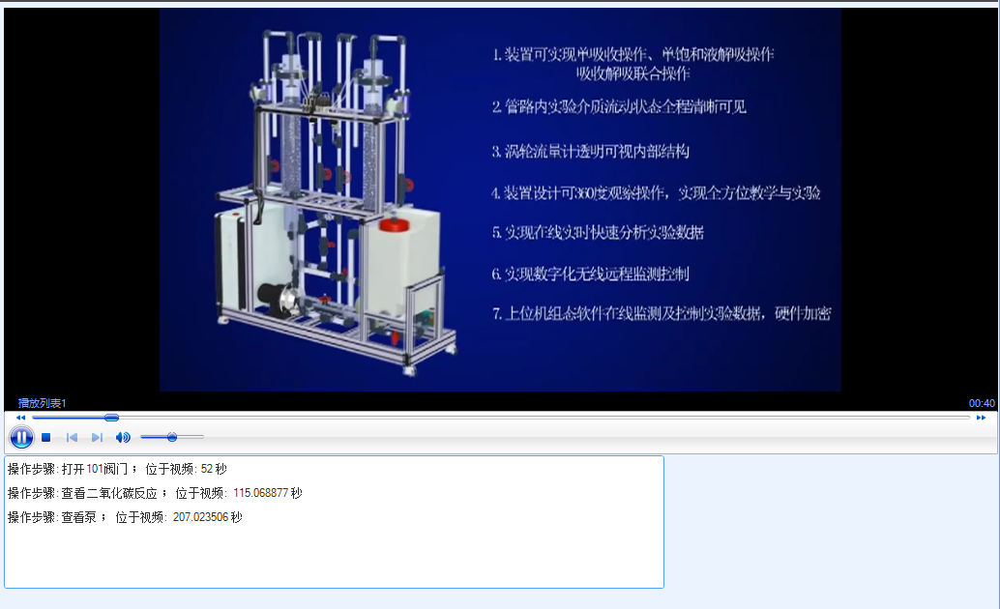 1. 装置可实现单吸收操作、单饱和液解吸操作
吸收解吸联合操作
2. 管路内实验介质流动状态全程清晰可见
3. 涡轮流量计透明可视内部结构
4. 装置设计可360度观察操作，实现全方位教学与实验
5. 实现在线实时快速分析实验数据
6. 实现数字化无线远程监测控制
7. 上位机组态软件在线监测及控制实验数据，硬件加密
播放列表1
00:40
操作步骤: 打开101阀门 ； 位于视频: 52 秒
操作步骤: 查看二氧化碳反应 ； 位于视频: 115.068877 秒
操作步骤: 查看泵 ； 位于视频: 207.023506 秒